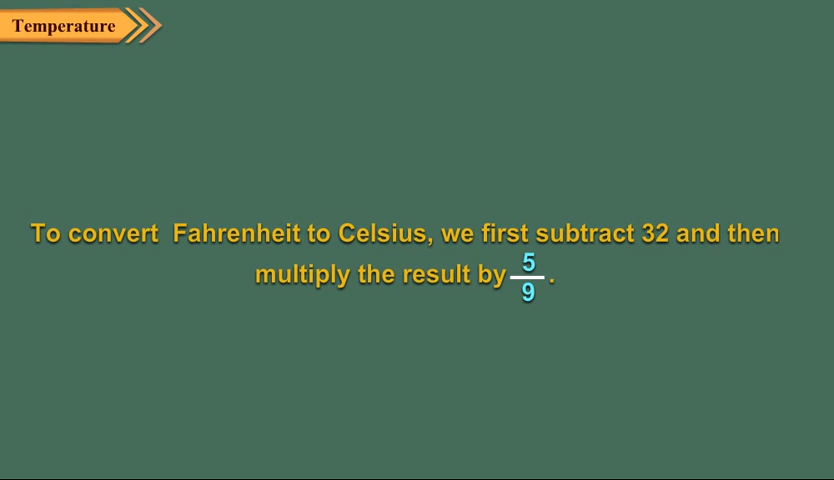 Temperature
To convert Fahrenheit to Celsius, we first subtract 32 and then
multiply the result by 5/9.